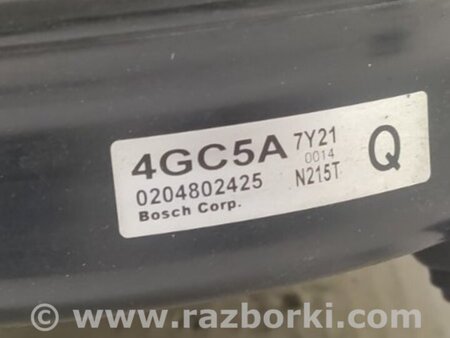 4GC5A 7Y21
0014
0204802425 N215T Q
Bosch Corp.
© www.razborki.com